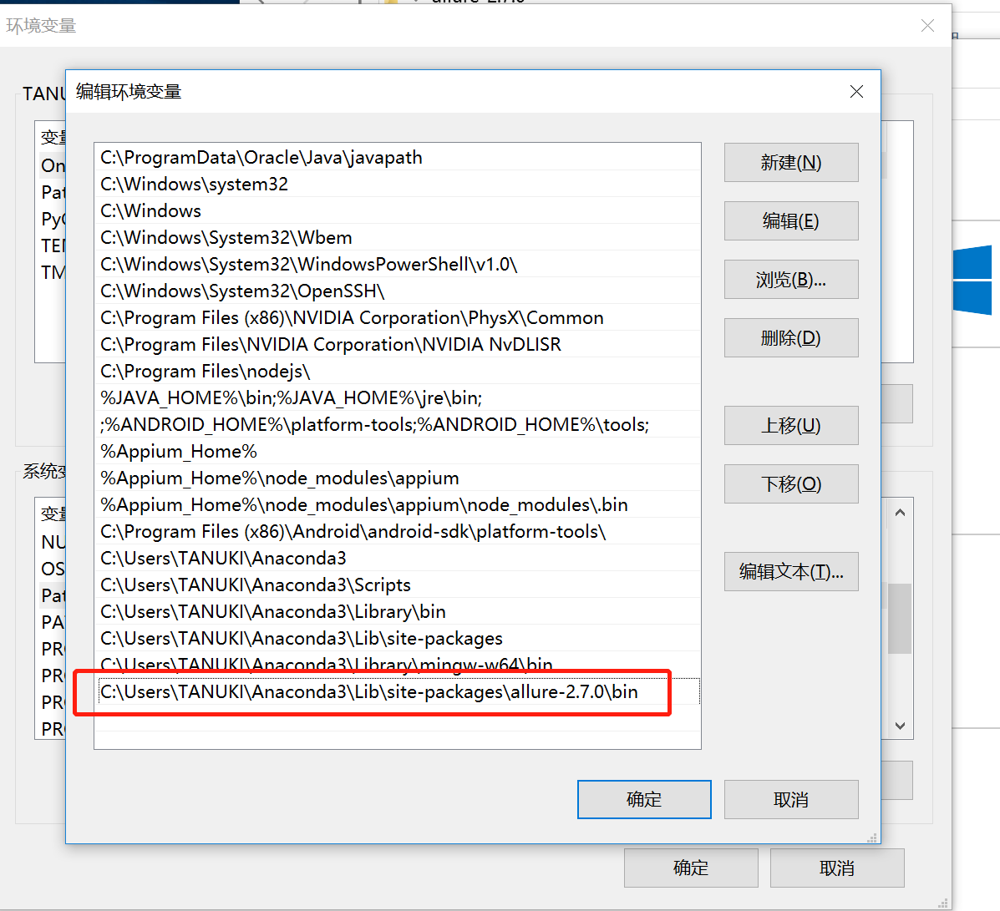 allure-2.7.0
环境变量
编辑环境变量
C:\ProgramData\Oracle\Java\javapath
C:\Windows\system32
C:\Windows
C:\Windows\System32\Wbem
C:\Windows\System32\WindowsPowerShell\v1.0\
C:\Windows\System32\OpenSSH\
C:\Program Files (x86)\NVIDIA Corporation\PhysX\Common
C:\Program Files\NVIDIA Corporation\NVIDIA NvDLISR
C:\Program Files\nodejs\
%JAVA_HOME%\bin;%JAVA_HOME%\jre\bin;
;%ANDROID_HOME%\platform-tools;%ANDROID_HOME%\tools;
%Appium_Home%
%Appium_Home%\node_modules\appium
%Appium_Home%\node_modules\appium\node_modules\.bin
C:\Program Files (x86)\Android\android-sdk\platform-tools\
C:\Users\TANUKI\Anaconda3
C:\Users\TANUKI\Anaconda3\Scripts
C:\Users\TANUKI\Anaconda3\Library\bin
C:\Users\TANUKI\Anaconda3\Lib\site-packages
C:\Users\TANUKI\Anaconda3\Library\mingw-w64\bin
C:\Users\TANUKI\Anaconda3\Lib\site-packages\allure-2.7.0\bin
新建(N)
编辑(E)
浏览(B)...
删除(D)
上移(U)
下移(O)
编辑文本(T)...
确定
取消
TANU
变量
On
Pat
PyC
TEM
TM
系统变
变量
NU
OS
Pat
PA
PR
PR
PR
PR
确定
取消